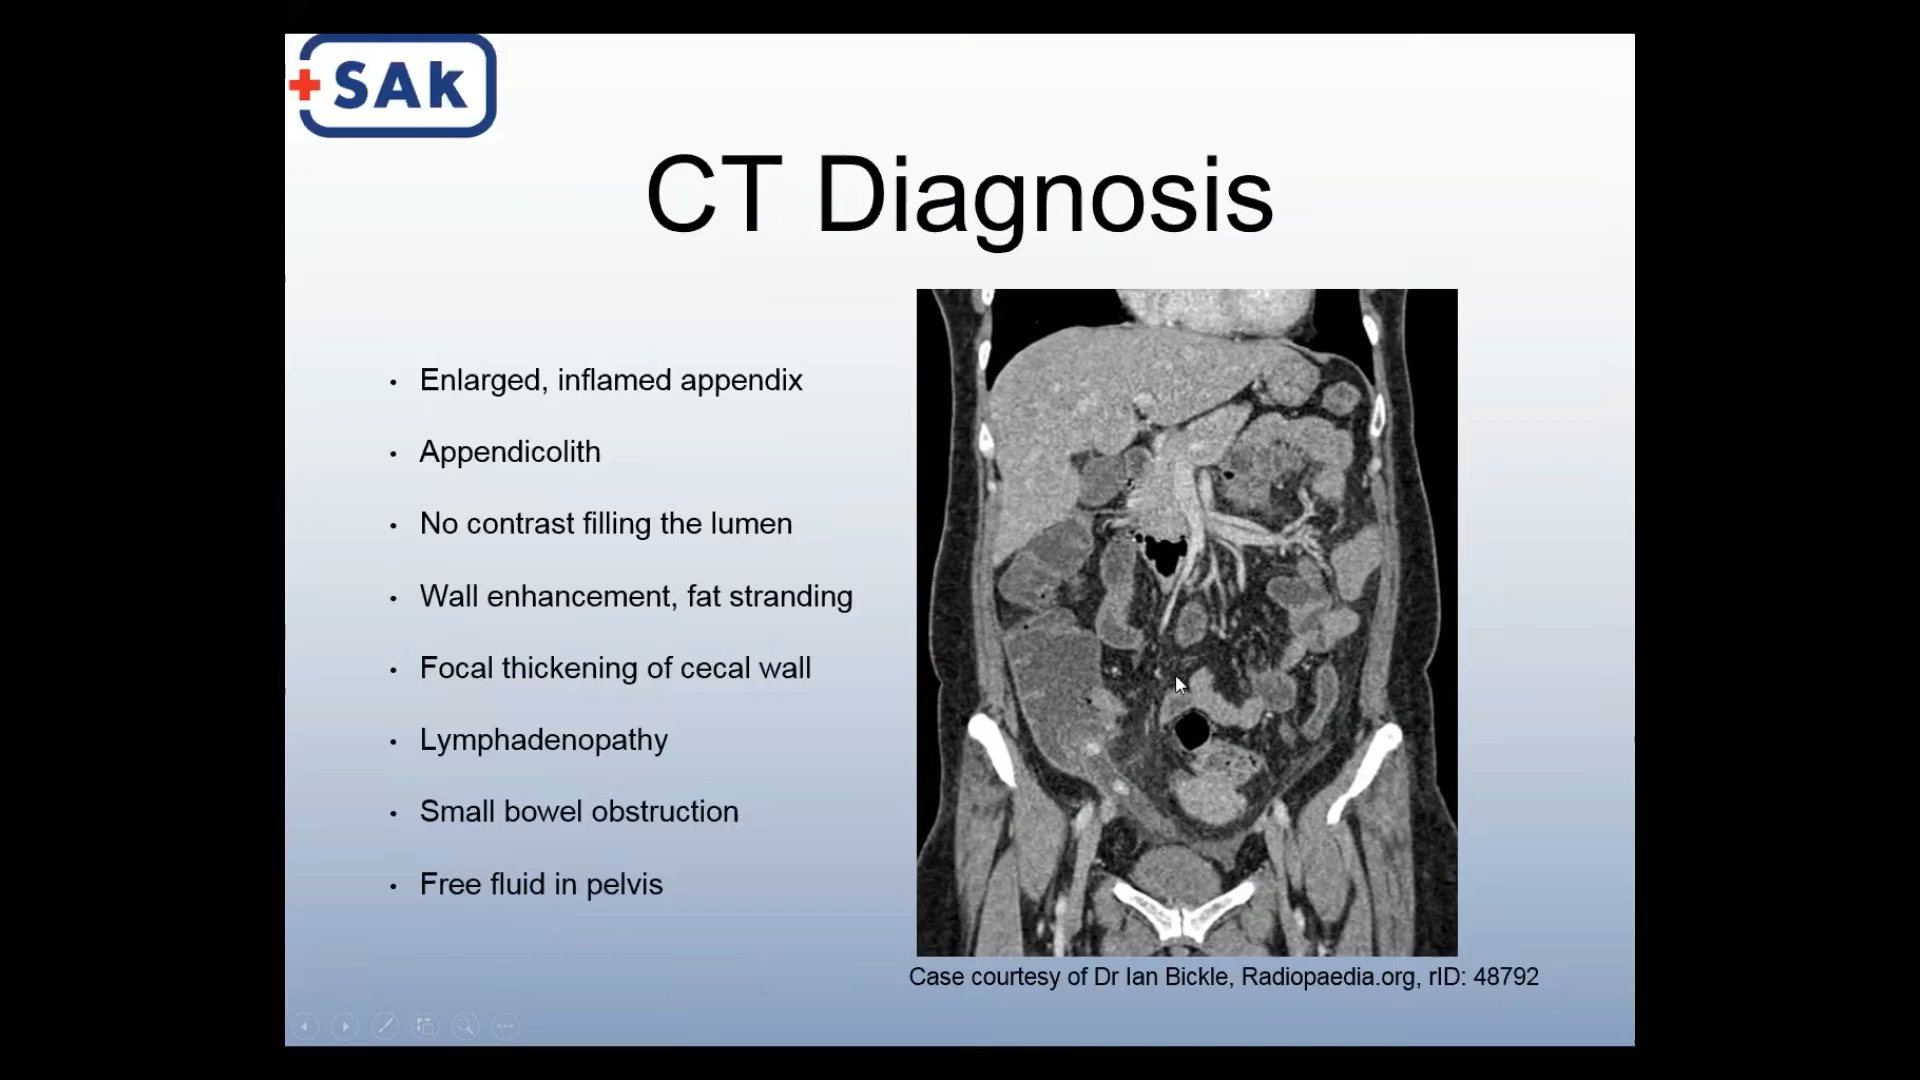 SAk
CT Diagnosis
• Enlarged, inflamed appendix
• Appendicolith
• No contrast filling the lumen
• Wall enhancement, fat stranding
• Focal thickening of cecal wall
• Lymphadenopathy
• Small bowel obstruction
• Free fluid in pelvis
Case courtesy of Dr Ian Bickle, Radiopaedia.org, rID: 48792